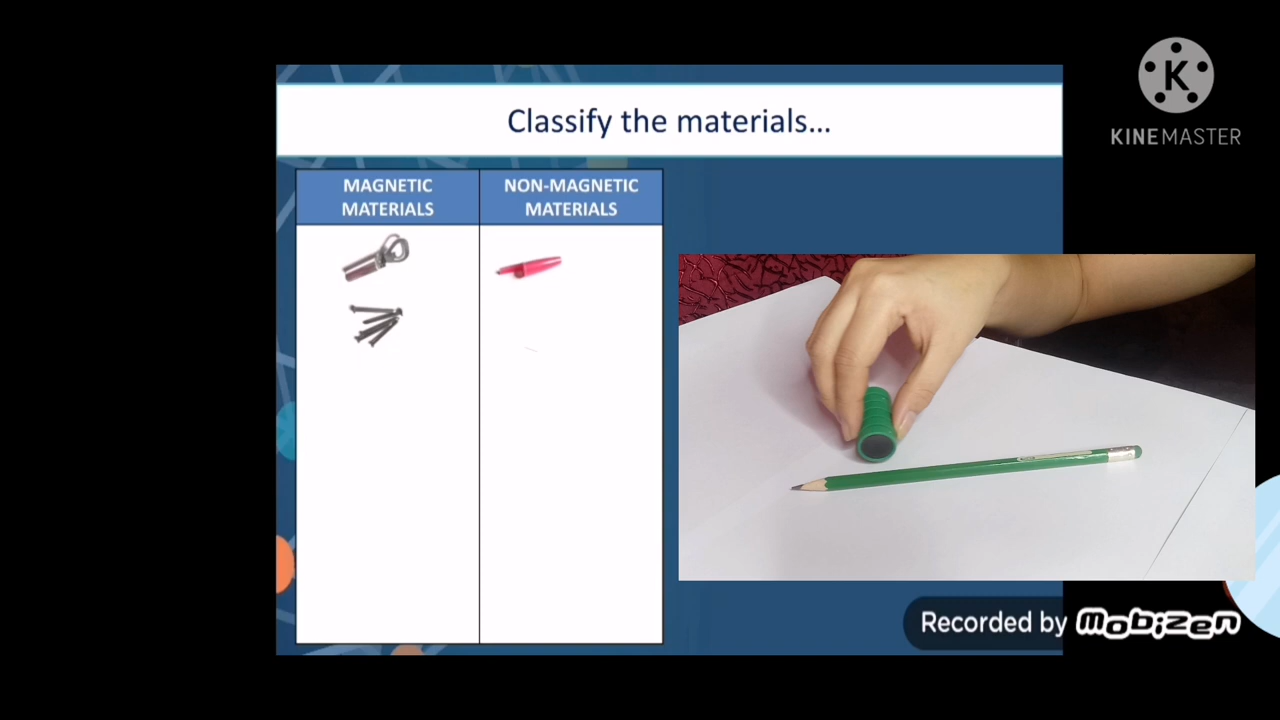 Classify the materials...
K
KINEMASTER
MAGNETIC
MATERIALS
NON-MAGNETIC
MATERIALS
Recorded by mobizen